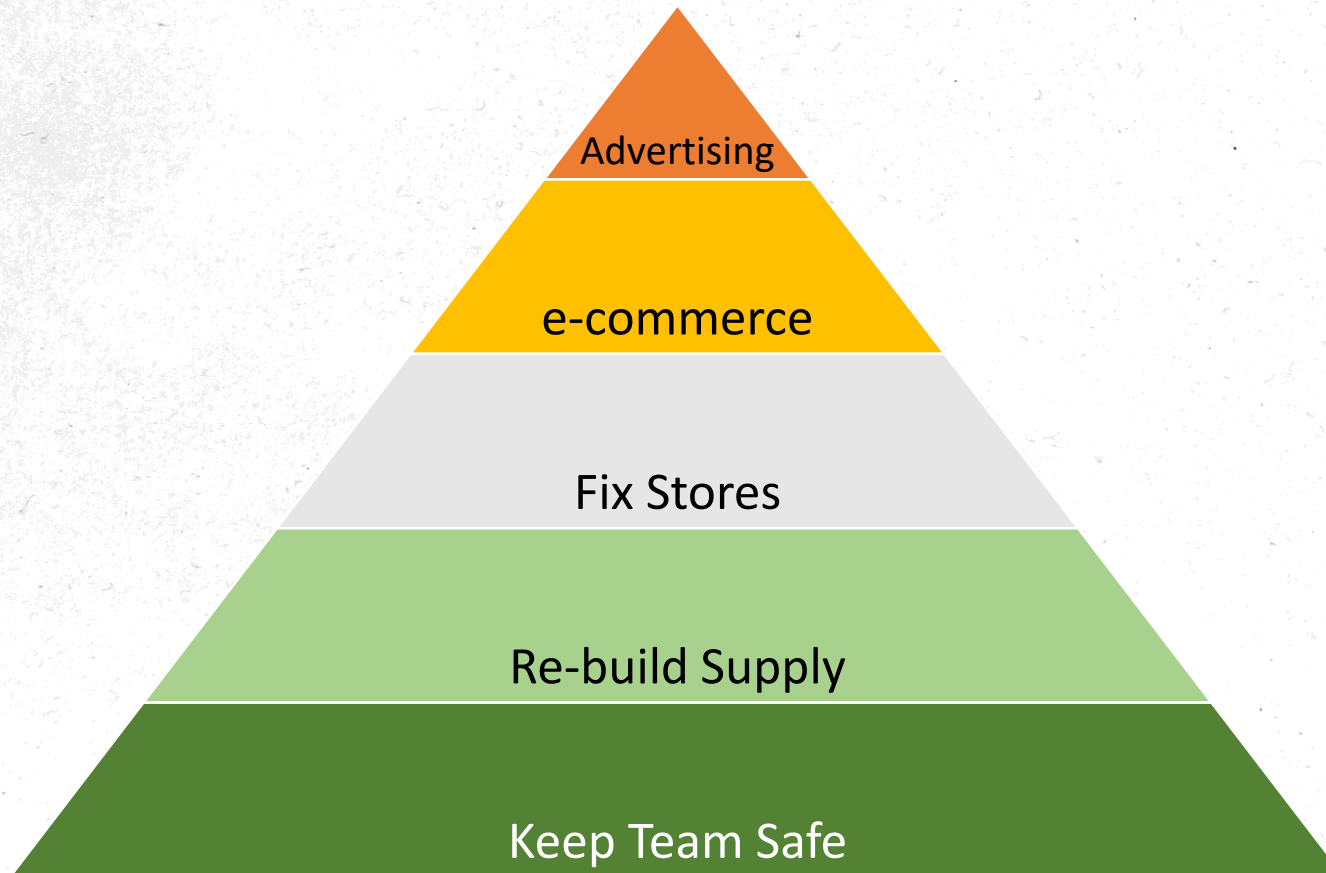 Advertising
e-commerce
Fix Stores
Re-build Supply
Keep Team Safe